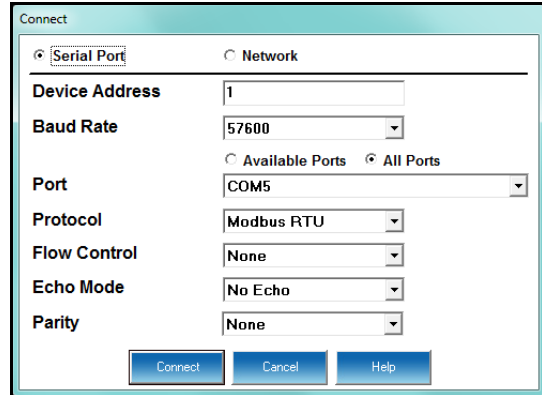 Connect
Serial Port Network
Device Address 1
Baud Rate 57600
Available Ports All Ports
Port COM5
Protocol Modbus RTU
Flow Control None
Echo Mode No Echo
Parity None
Connect Cancel Help